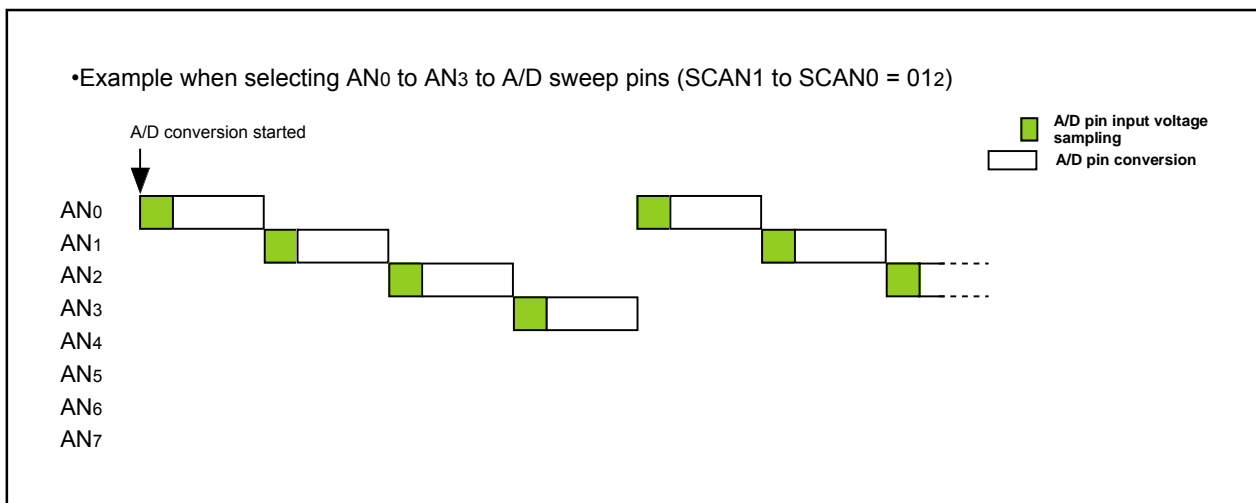 •Example when selecting AN0 to AN3 to A/D sweep pins (SCAN1 to SCAN0 = 012)
A/D conversion started
A/D pin input voltage
sampling
A/D pin conversion
AN0
AN1
AN2
AN3
AN4
AN5
AN6
AN7